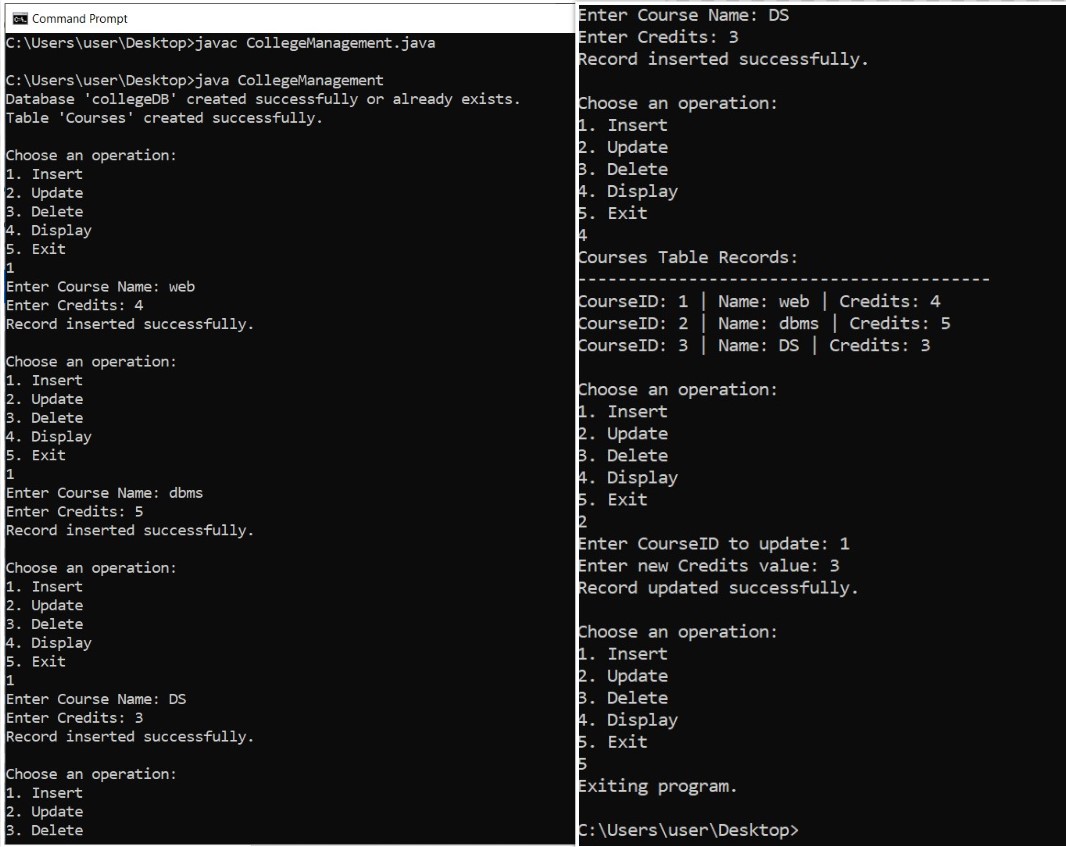 Command Prompt
C:\Users\user\Desktop>javac CollegeManagement.java
C:\Users\user\Desktop>java CollegeManagement
Database 'collegeDB' created successfully or already exists.
Table 'Courses' created successfully.
Choose an operation:
1. Insert
2. Update
3. Delete
4. Display
5. Exit
1
Enter Course Name: web
Enter Credits: 4
Record inserted successfully.
Choose an operation:
1. Insert
2. Update
3. Delete
4. Display
5. Exit
1
Enter Course Name: dbms
Enter Credits: 5
Record inserted successfully.
Choose an operation:
1. Insert
2. Update
3. Delete
4. Display
5. Exit
1
Enter Course Name: DS
Enter Credits: 3
Record inserted successfully.
Choose an operation:
1. Insert
2. Update
3. Delete
Enter Course Name: DS
Enter Credits: 3
Record inserted successfully.
Choose an operation:
1. Insert
2. Update
3. Delete
4. Display
5. Exit
4
Courses Table Records:
-----------------------------------------
CourseID: 1 | Name: web | Credits: 4
CourseID: 2 | Name: dbms | Credits: 5
CourseID: 3 | Name: DS | Credits: 3
Choose an operation:
1. Insert
2. Update
3. Delete
4. Display
5. Exit
2
Enter CourseID to update: 1
Enter new Credits value: 3
Record updated successfully.
Choose an operation:
1. Insert
2. Update
3. Delete
4. Display
5. Exit
5
Exiting program.
C:\Users\user\Desktop>